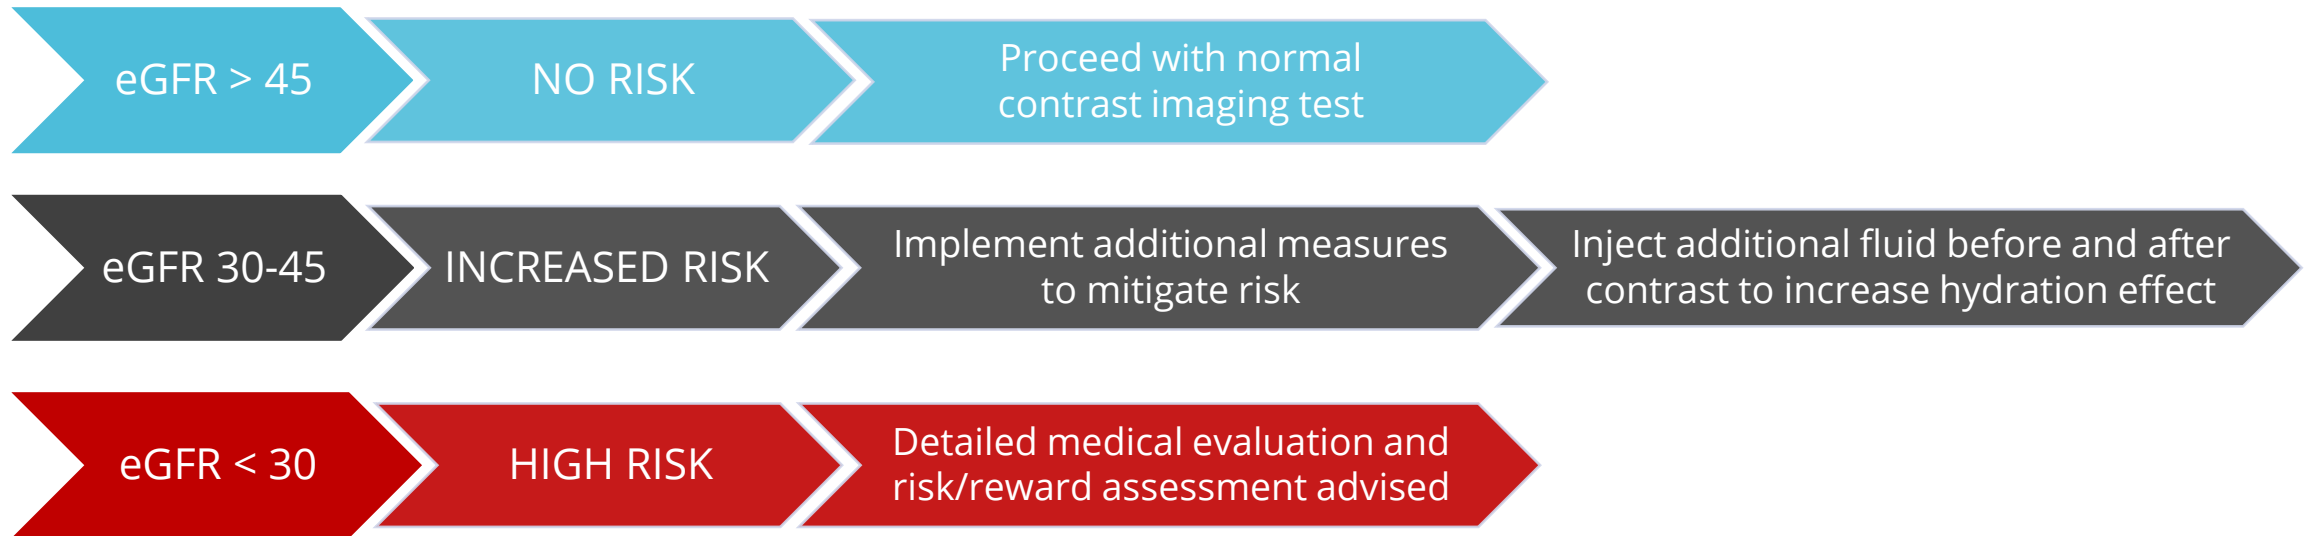 eGFR > 45
NO RISK
Proceed with normal
contrast imaging test
eGFR 30-45
INCREASED RISK
Implement additional measures
to mitigate risk
Inject additional fluid before and after
contrast to increase hydration effect
eGFR < 30
HIGH RISK
Detailed medical evaluation and
risk/reward assessment advised